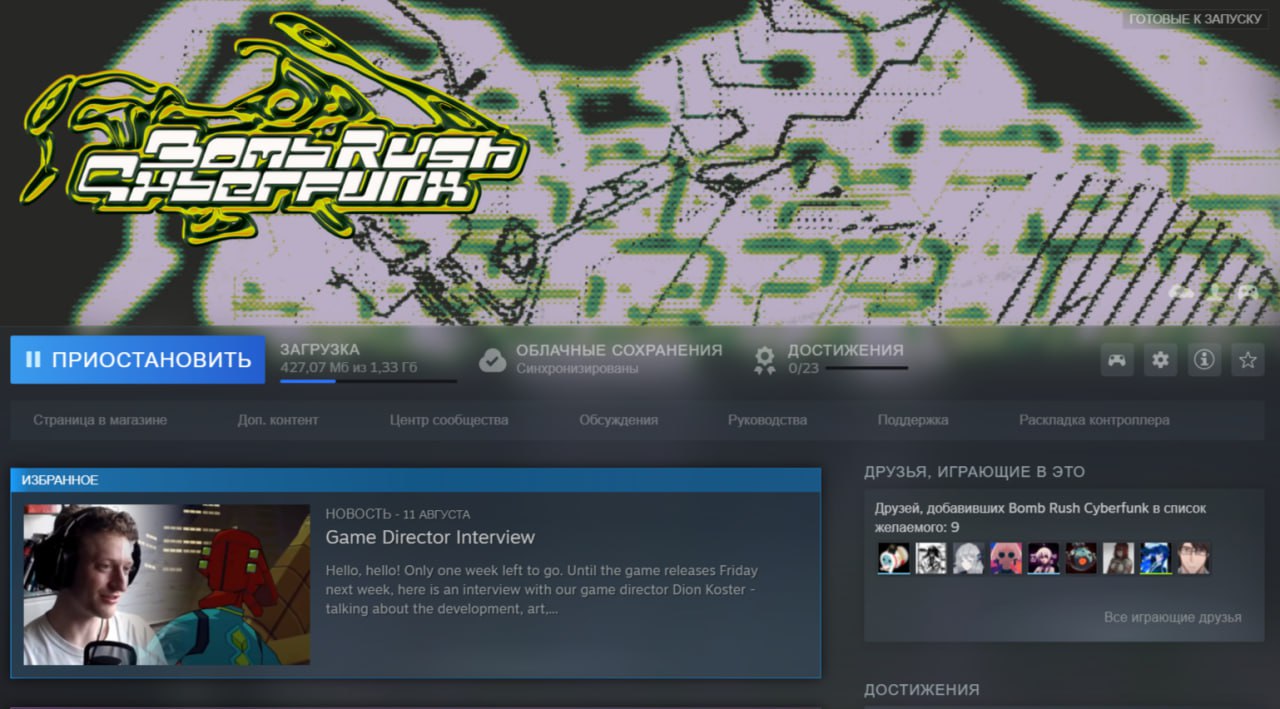 ГОТОВЫЕ К ЗАПУСКУ
Bomb Rush
Cyberfunk
ПРИОСТАНОВИТЬ
ЗАГРУЗКА
427,07 Мб из 1,33 Гб
ОБЛАЧНЫЕ СОХРАНЕНИЯ
Синхронизированы
ДОСТИЖЕНИЯ
0/23
Страница в магазине
Доп. контент
Центр сообщества
Обсуждения
Руководства
Поддержка
Раскладка контроллера
ИЗБРАННОЕ
НОВОСТЬ - 11 АВГУСТА
Game Director Interview
Hello, hello! Only one week left to go. Until the game releases Friday
next week, here is an interview with our game director Dion Koster -
talking about the development, art,...
ДРУЗЬЯ, ИГРАЮЩИЕ В ЭТО
Друзей, добавивших Bomb Rush Cyberfunk в список
желаемого: 9
Все играющие друзья
ДОСТИЖЕНИЯ